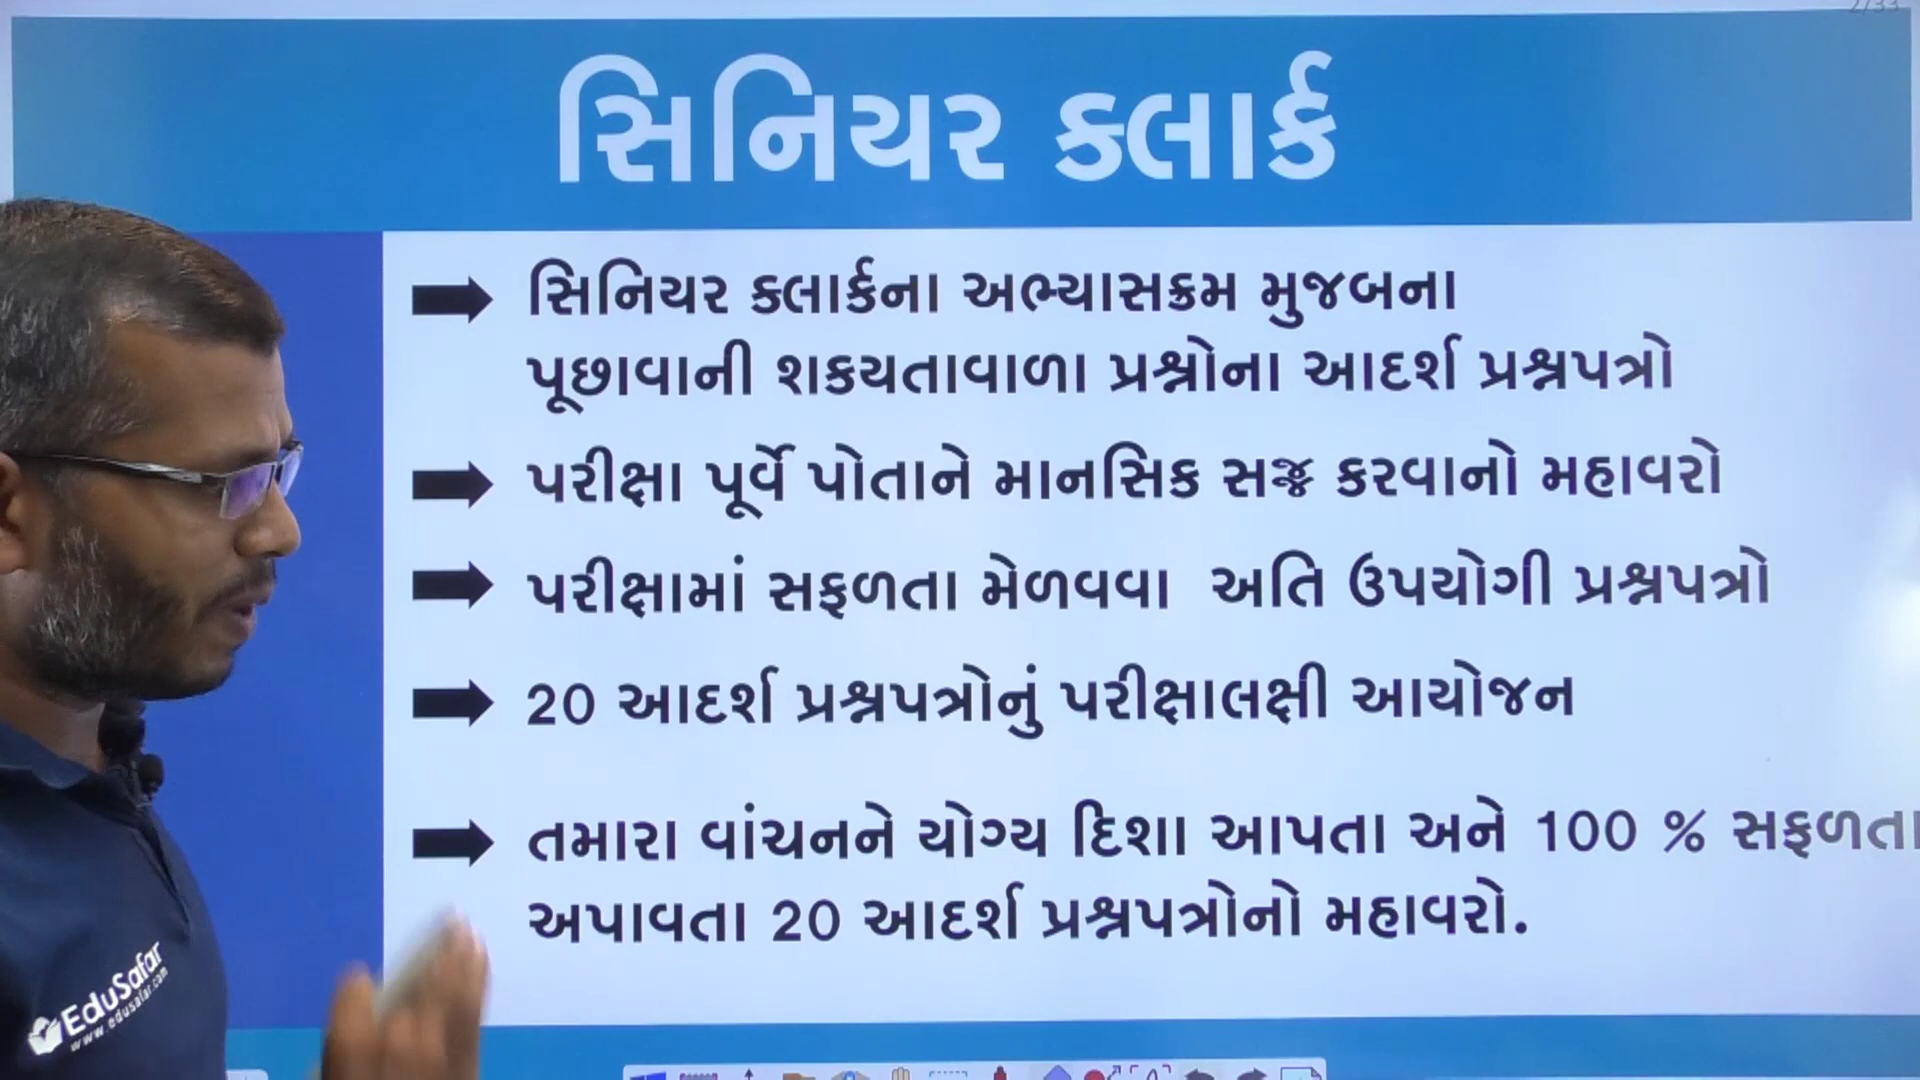 2/33
સિનિયર ક્લાર્ક
સિનિયર ક્લાર્કના અભ્યાસક્રમ મુજબના
પૂછાવાની શકયતાવાળા પ્રશ્નોના આદર્શ પ્રશ્નપત્રો
પરીક્ષા પૂર્વે પોતાને માનસિક સજ્જ કરવાનો મહાવરો
પરીક્ષામાં સફળતા મેળવવા અતિ ઉપયોગી પ્રશ્નપત્રો
20 આદર્શ પ્રશ્નપત્રોનું પરીક્ષાલક્ષી આયોજન
તમારા વાંચનને યોગ્ય દિશા આપતા અને 100 % સફળતા
અપાવતા 20 આદર્શ પ્રશ્નપત્રોનો મહાવરો.
EduSafar
www.edusafar.com